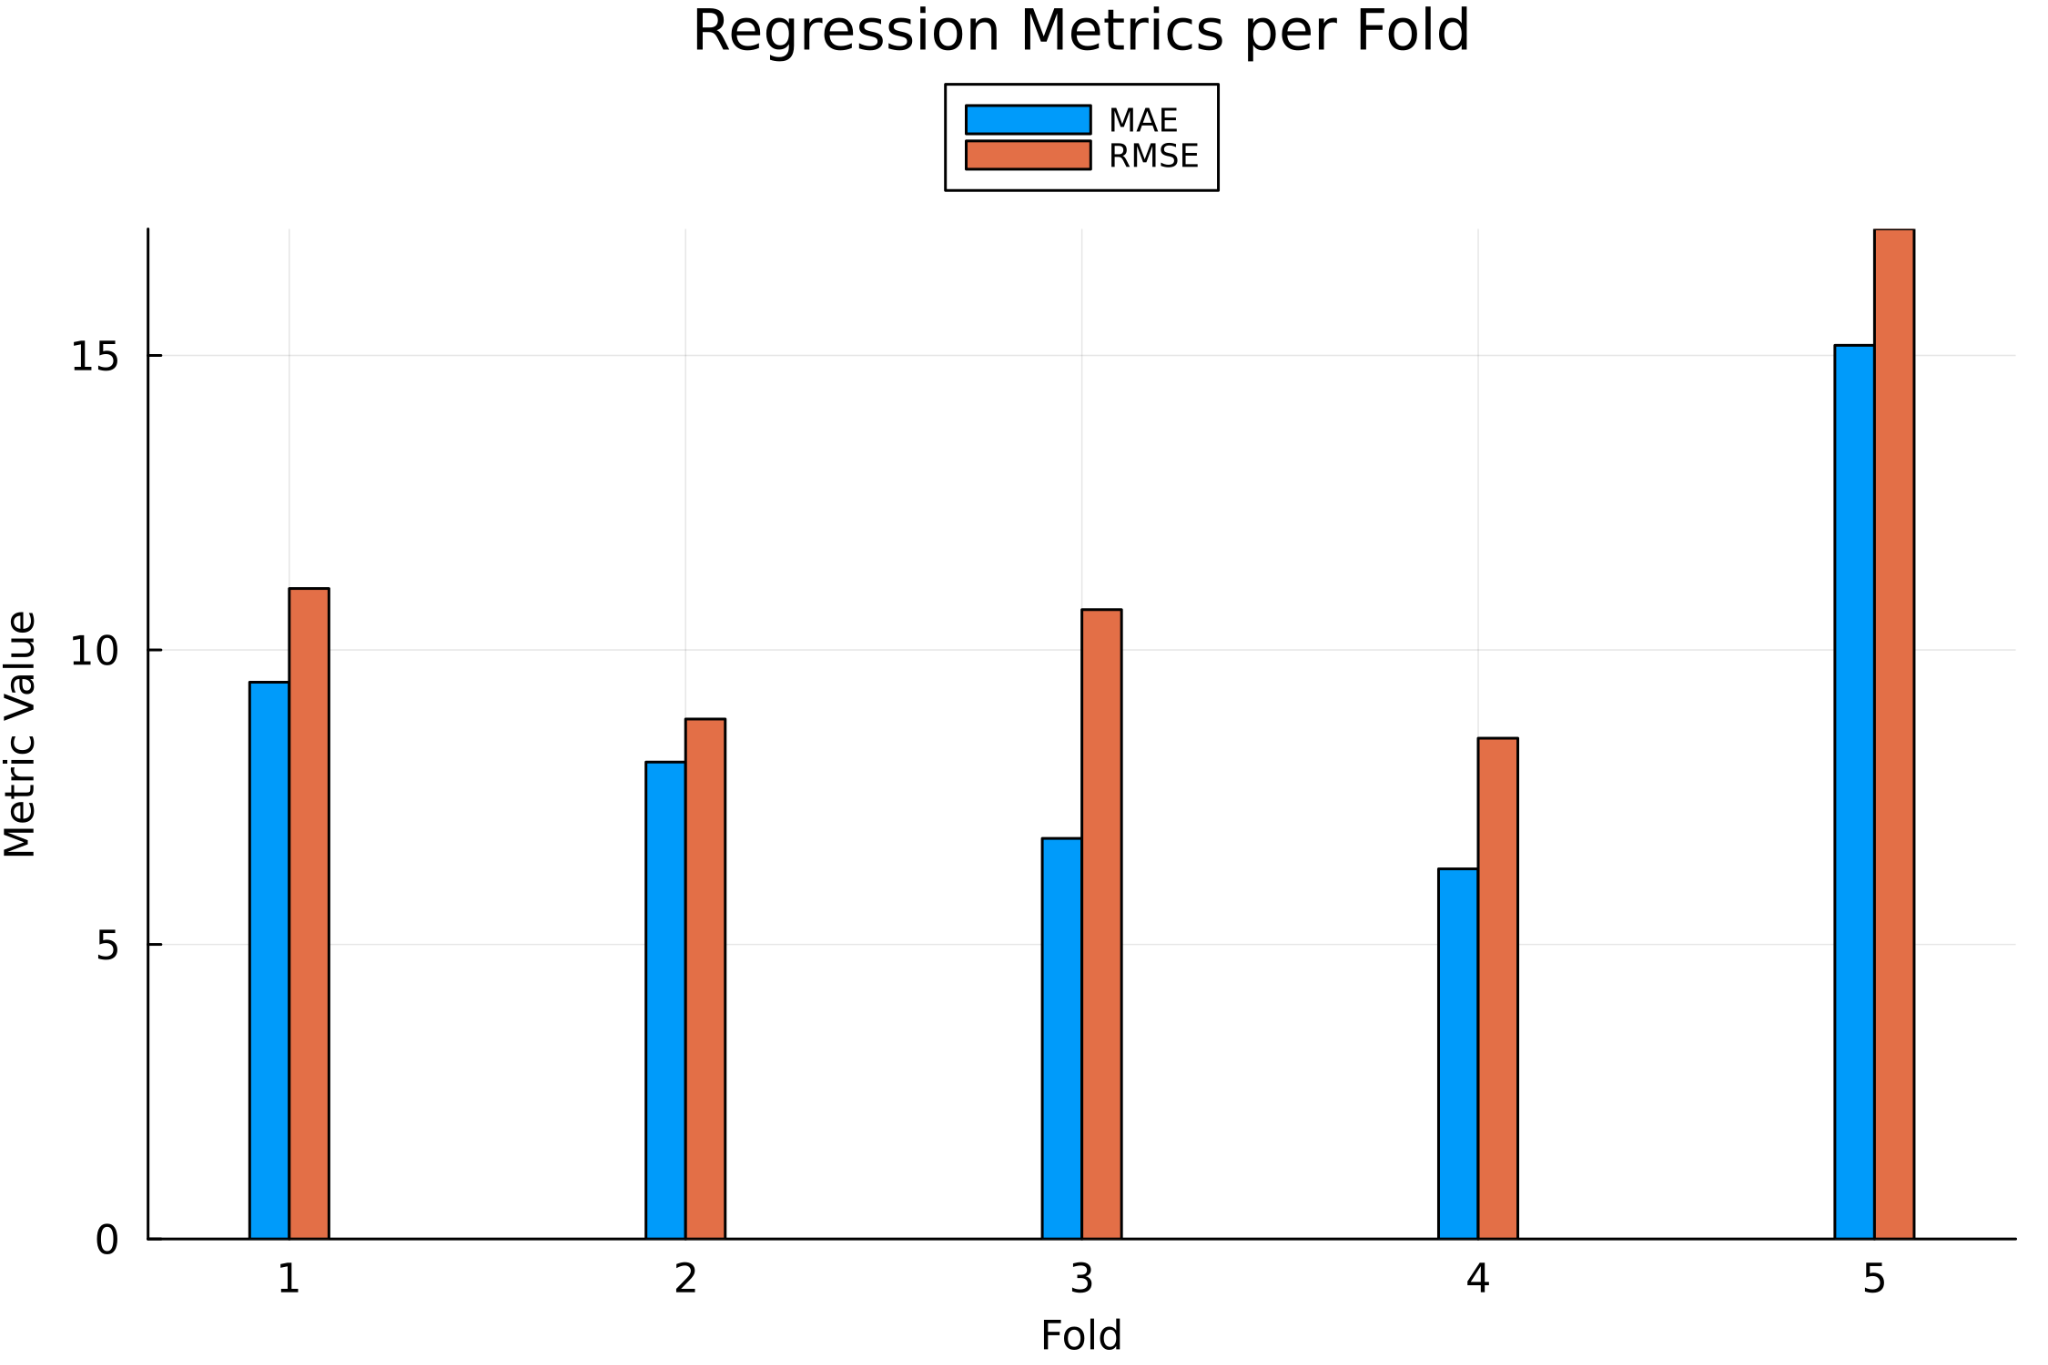 Regression Metrics per Fold
MAE
RMSE
15
10
5
0
Metric Value
1 2 3 4 5
Fold